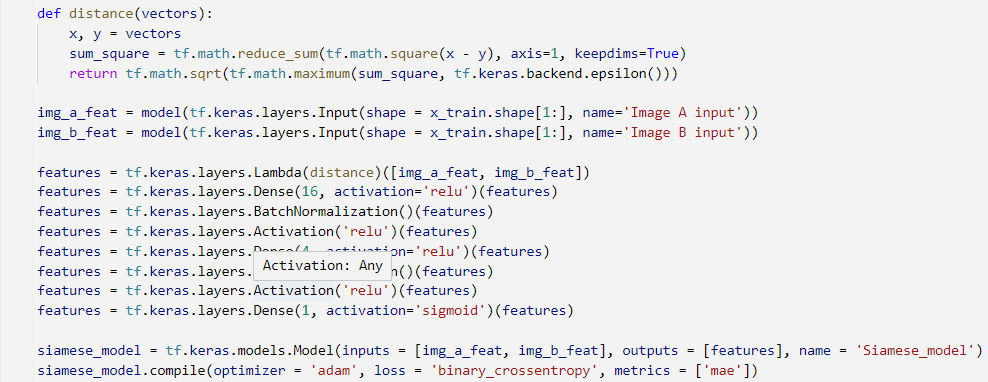 def distance(vectors):
    x, y = vectors
    sum_square = tf.math.reduce_sum(tf.math.square(x - y), axis=1, keepdims=True)
    return tf.math.sqrt(tf.math.maximum(sum_square, tf.keras.backend.epsilon()))
img_a_feat = model(tf.keras.layers.Input(shape = x_train.shape[1:], name='Image A input'))
img_b_feat = model(tf.keras.layers.Input(shape = x_train.shape[1:], name='Image B input'))
features = tf.keras.layers.Lambda(distance)([img_a_feat, img_b_feat])
features = tf.keras.layers.Dense(16, activation='relu')(features)
features = tf.keras.layers.BatchNormalization()(features)
features = tf.keras.layers.Activation('relu')(features)
features = tf.keras.layers.Dense(4, activation='relu')(features)
Activation: Any
features = tf.keras.layers. n()(features)
features = tf.keras.layers.Activation('relu')(features)
features = tf.keras.layers.Dense(1, activation='sigmoid')(features)
siamese_model = tf.keras.models.Model(inputs = [img_a_feat, img_b_feat], outputs = [features], name = 'Siamese_model')
siamese_model.compile(optimizer = 'adam', loss = 'binary_crossentropy', metrics = ['mae'])